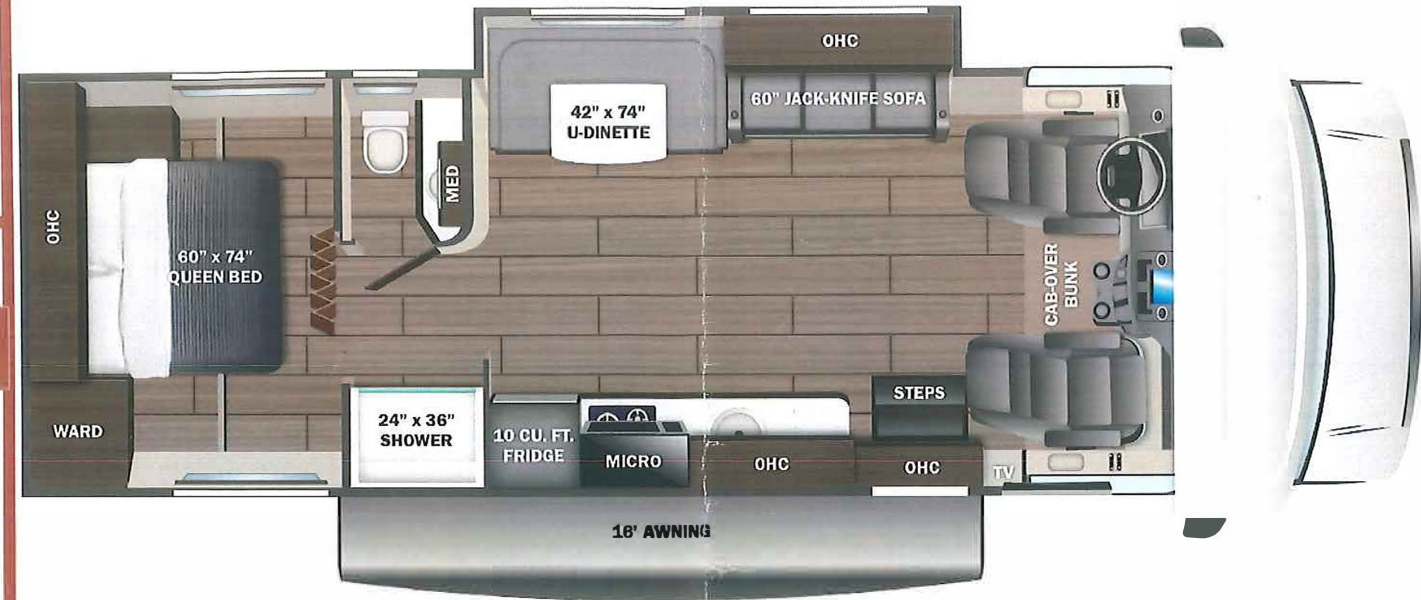 OHC
42" x 74"
U-DINETTE
60" JACK-KNIFE SOFA
MED
OHC
60" x 74"
QUEEN BED
CAB-OVER
BUNK
WARD
24" x 36"
SHOWER
10 CU. FT.
FRIDGE
MICRO
OHC
STEPS
OHC
TV
16' AWNING